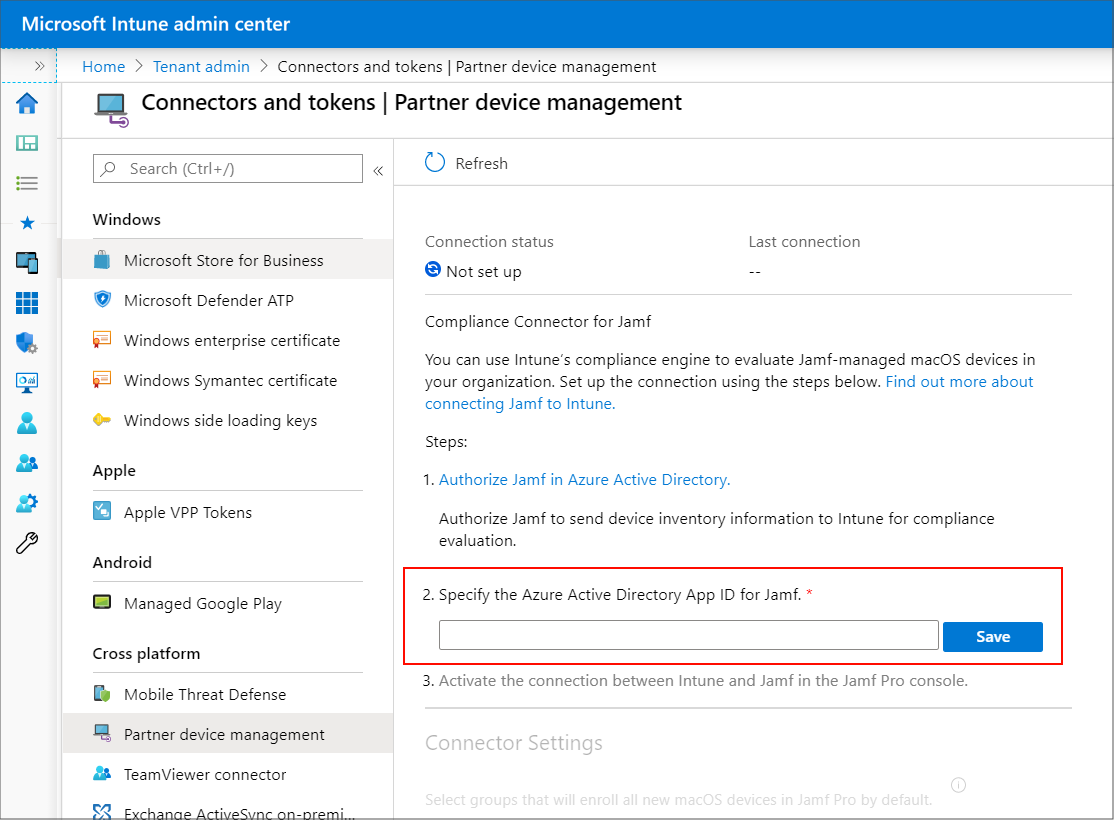 Microsoft Intune admin center
Home > Tenant admin > Connectors and tokens | Partner device management
Connectors and tokens | Partner device management
Search (Ctrl+/)
Refresh
Windows
Microsoft Store for Business
Microsoft Defender ATP
Windows enterprise certificate
Windows Symantec certificate
Windows side loading keys
Apple
Apple VPP Tokens
Android
Managed Google Play
Cross platform
Mobile Threat Defense
Partner device management
TeamViewer connector
Exchange ActiveSync on-premi...
Connection status
Last connection
Not set up
--
Compliance Connector for Jamf
You can use Intune’s compliance engine to evaluate Jamf-managed macOS devices in
your organization. Set up the connection using the steps below. Find out more about
connecting Jamf to Intune.
Steps:
1. Authorize Jamf in Azure Active Directory.
Authorize Jamf to send device inventory information to Intune for compliance
evaluation.
2. Specify the Azure Active Directory App ID for Jamf. *
Save
3. Activate the connection between Intune and Jamf in the Jamf Pro console.
Connector Settings
Select groups that will enroll all new macOS devices in Jamf Pro by default.